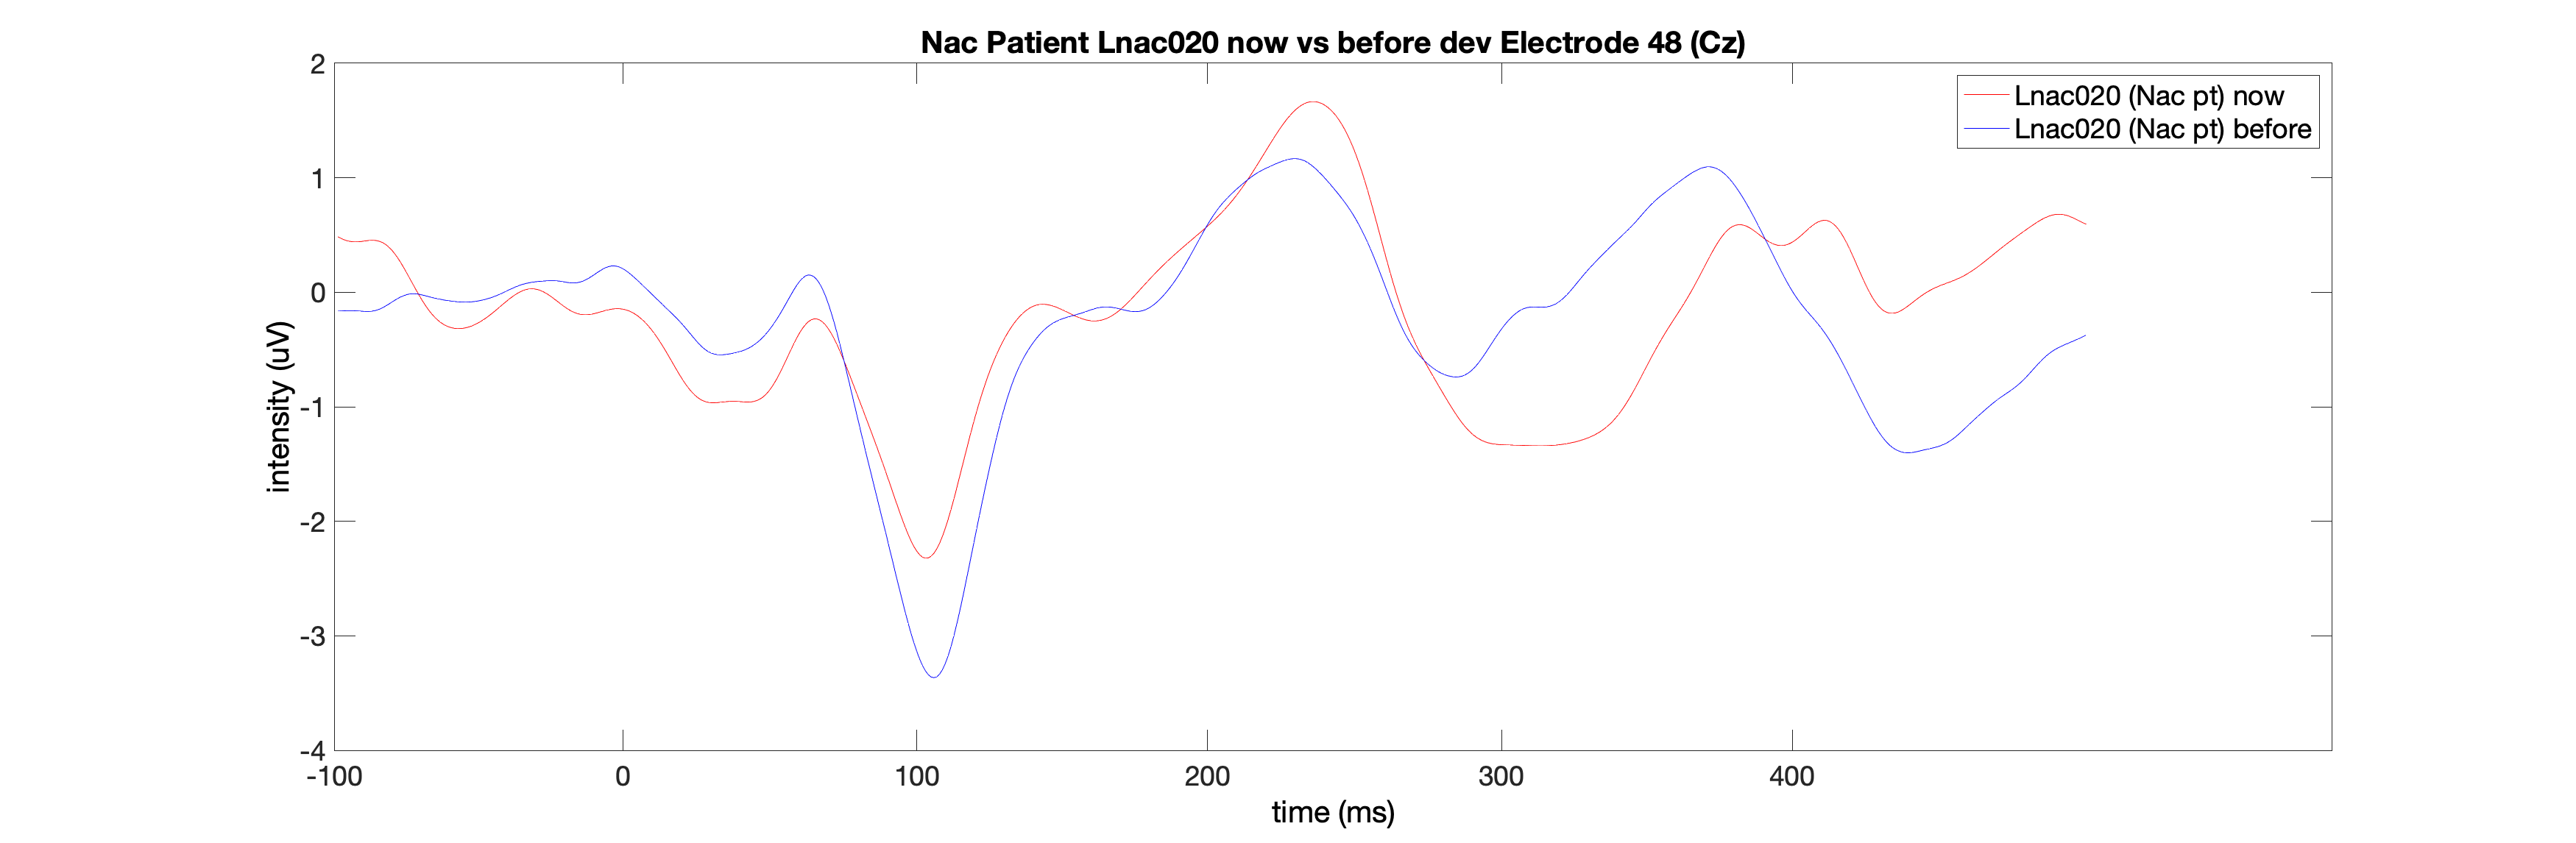 Nac Patient Lnac020 now vs before dev Electrode 48 (Cz)
Lnac020 (Nac pt) now
Lnac020 (Nac pt) before
2
1
0
-1
-2
-3
-4
intensity (uV)
-100 0 100 200 300 400
time (ms)